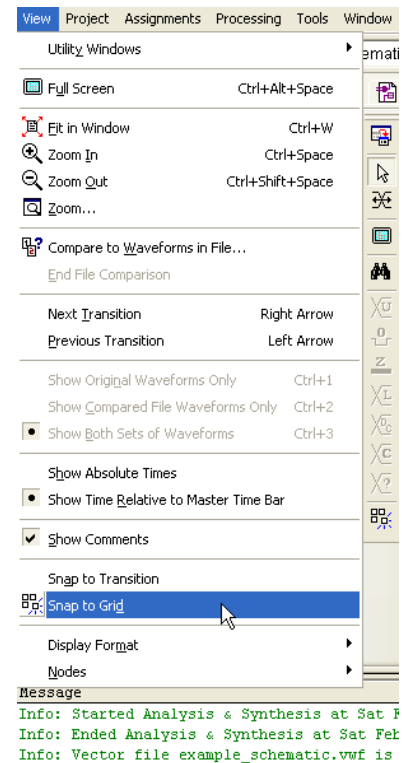 View Project Assignments Processing Tools Window
Utility Windows
Full Screen Ctrl+Alt+Space
Fit in Window Ctrl+W
Zoom In Ctrl+Space
Zoom Out Ctrl+Shift+Space
Zoom...
Compare to Waveforms in File...
End File Comparison
Next Transition Right Arrow
Previous Transition Left Arrow
Show Original Waveforms Only Ctrl+1
Show Compared File Waveforms Only Ctrl+2
Show Both Sets of Waveforms Ctrl+3
Show Absolute Times
Show Time Relative to Master Time Bar
Show Comments
Snap to Transition
Snap to Grid
Display Format
Nodes
Message
Info: Started Analysis & Synthesis at Sat F
Info: Ended Analysis & Synthesis at Sat Feb
Info: Vector file example_schematic.vwf is